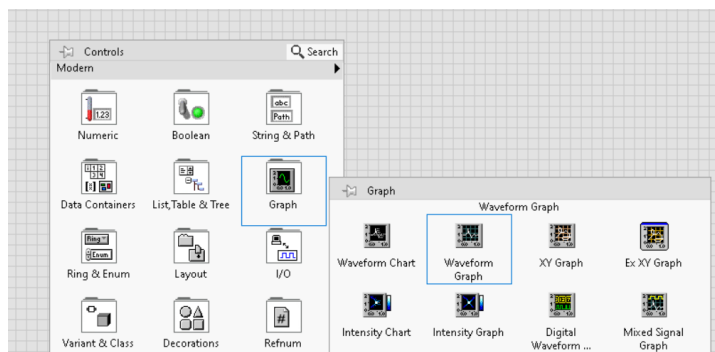 Controls
Search
Modern
1.23
abc
Path
Numeric
Boolean
String & Path
Data Containers
List, Table & Tree
Graph
Ring
Enum
Ring & Enum
Layout
I/O
#
Variant & Class
Decorations
Refnum
Graph
Waveform Graph
Waveform Chart
Waveform
Graph
XY Graph
Ex XY Graph
Intensity Chart
Intensity Graph
Digital
Waveform ...
Mixed Signal
Graph